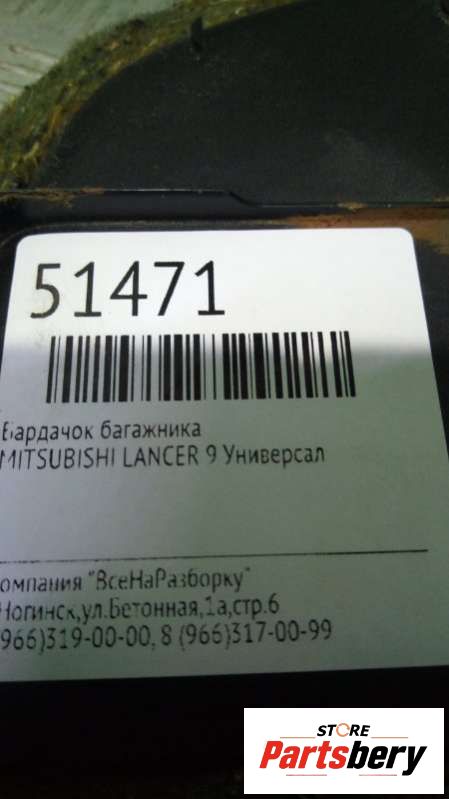 51471
Бардачок багажника
MITSUBISHI LANCER 9 Универсал
омпания "ВсеНаРазборку"
Ногинск,ул.Бетонная,1а,стр.6
966)319-00-00, 8 (966)317-00-99
STORE
Partsbery